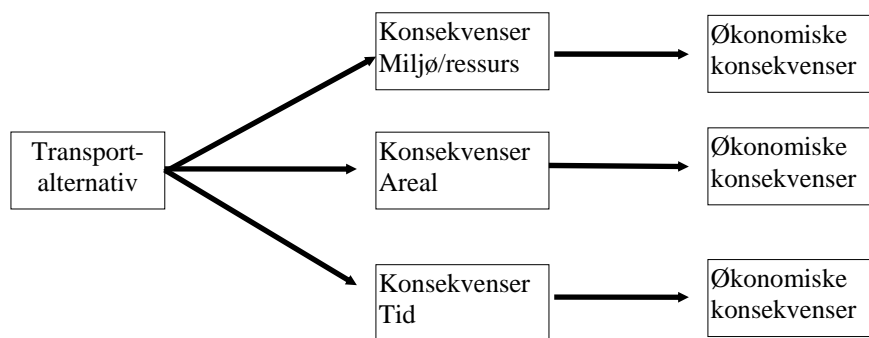 Transport-
alternativ
Konsekvenser
Miljø/ressurs
Økonomiske
konsekvenser
Konsekvenser
Areal
Økonomiske
konsekvenser
Konsekvenser
Tid
Økonomiske
konsekvenser